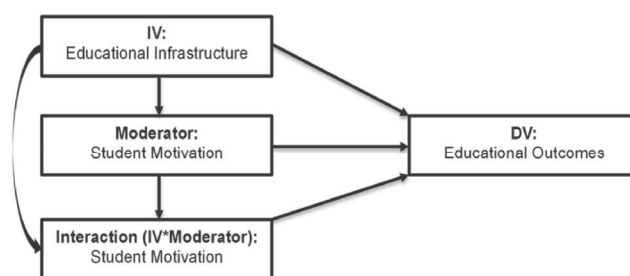 IV:
Educational Infrastructure
Moderator:
Student Motivation
DV:
Educational Outcomes
Interaction (IV*Moderator):
Student Motivation